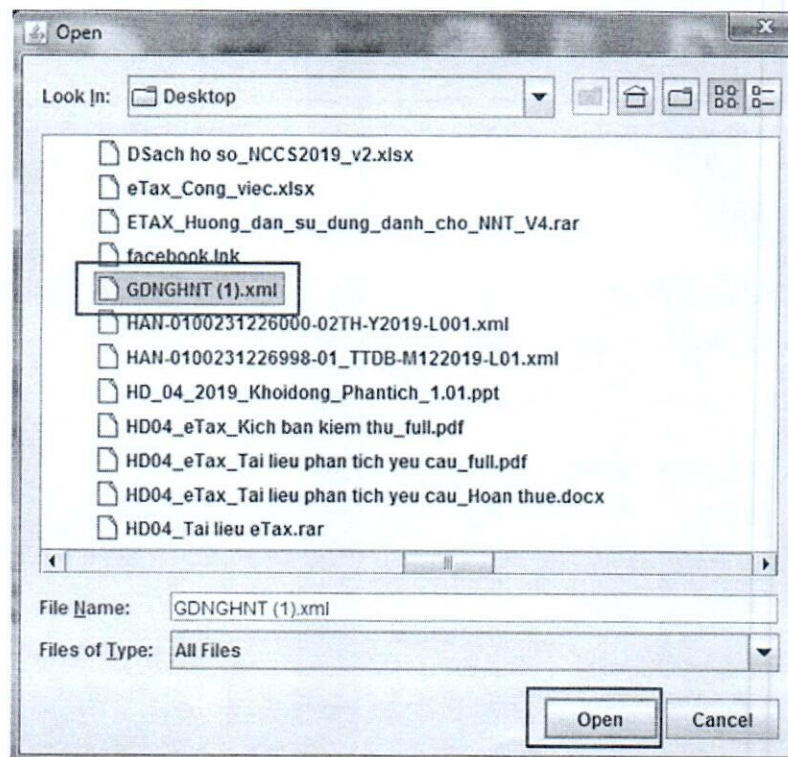 Open
Look In: Desktop
DSach ho so_NCCS2019_v2.xlsx
eTax_Cong_viec.xlsx
ETAX_Huong_dan_su_dung_danh_cho_NNT_V4.rar
facebook.lnk
GDNGHNT (1).xml
HAN-0100231226000-02TH-Y2019-L001.xml
HAN-0100231226998-01_TTDB-M122019-L01.xml
HD_04_2019_Khoidong_Phantich_1.01.ppt
HD04_eTax_Kich ban kiem thu_full.pdf
HD04_eTax_Tai lieu phan tich yeu cau_full.pdf
HD04_eTax_Tai lieu phan tich yeu cau_Hoan thue.docx
HD04_Tai lieu eTax.rar
File Name: GDNGHNT (1).xml
Files of Type: All Files
Open Cancel